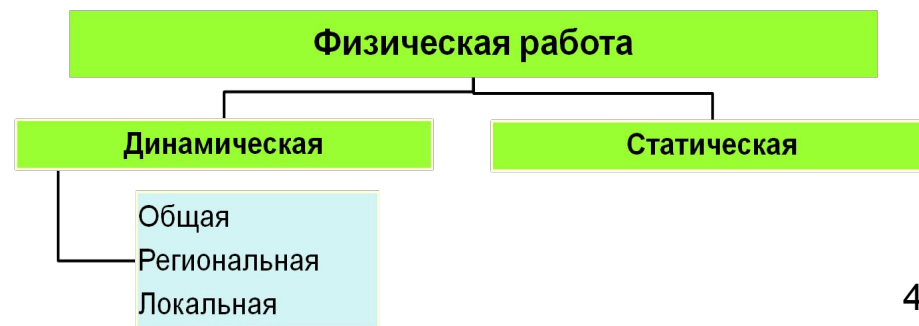 Физическая работа
Динамическая
Статическая
Общая
Региональная
Локальная
4